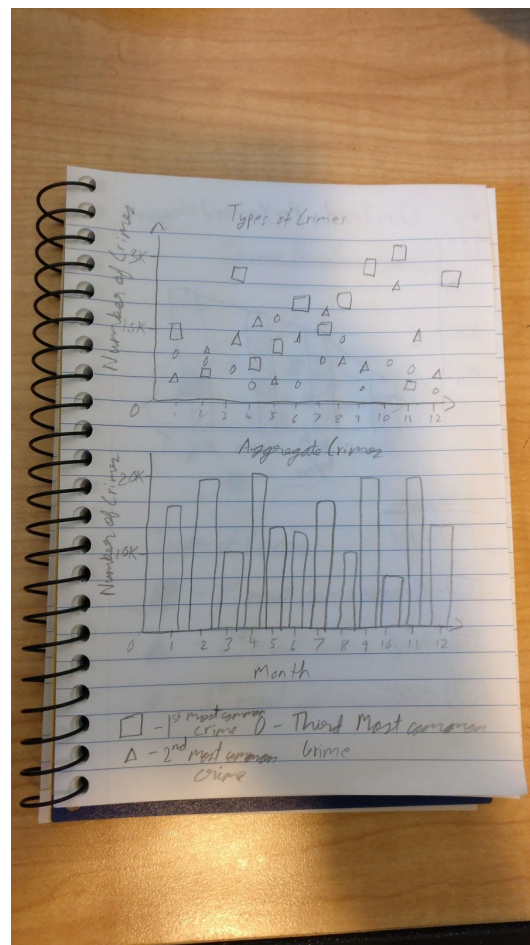 Types of Crimes
Number of Crimes
3K
1.5K
0 1 2 3 4 5 6 7 8 9 10 11 12
Aggregate Crimes
Number of Crimes
20K
10K
0 1 2 3 4 5 6 7 8 9 10 11 12
Month
□ - 1st most common crime
O - Third Most common Crime
△ - 2nd most common crime